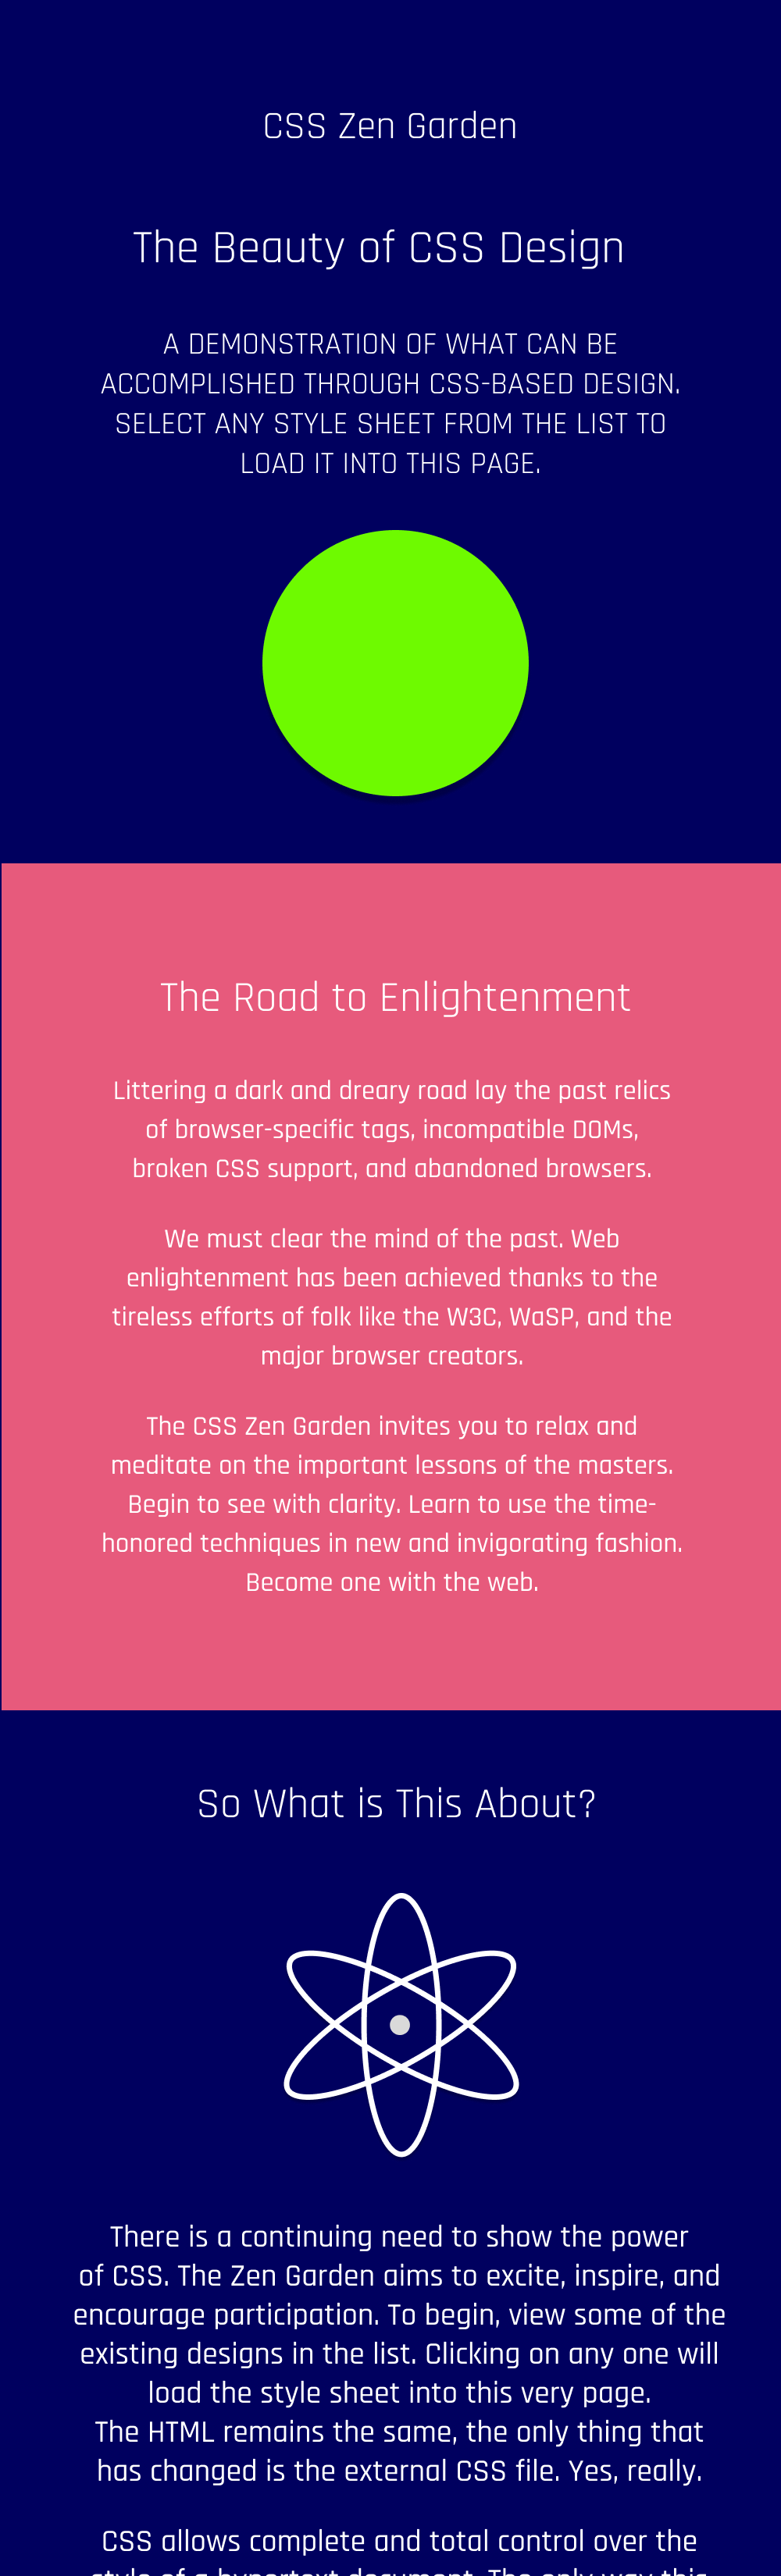 CSS Zen Garden
The Beauty of CSS Design
A DEMONSTRATION OF WHAT CAN BE
ACCOMPLISHED THROUGH CSS-BASED DESIGN.
SELECT ANY STYLE SHEET FROM THE LIST TO
LOAD IT INTO THIS PAGE.
The Road to Enlightenment
Littering a dark and dreary road lay the past relics
of browser-specific tags, incompatible DOMs,
broken CSS support, and abandoned browsers.
We must clear the mind of the past. Web
enlightenment has been achieved thanks to the
tireless efforts of folk like the W3C, WaSP, and the
major browser creators.
The CSS Zen Garden invites you to relax and
meditate on the important lessons of the masters.
Begin to see with clarity. Learn to use the time-
honored techniques in new and invigorating fashion.
Become one with the web.
So What is This About?
There is a continuing need to show the power
of CSS. The Zen Garden aims to excite, inspire, and
encourage participation. To begin, view some of the
existing designs in the list. Clicking on any one will
load the style sheet into this very page.
The HTML remains the same, the only thing that
has changed is the external CSS file. Yes, really.
CSS allows complete and total control over the
style of a hypertext document. The only way this